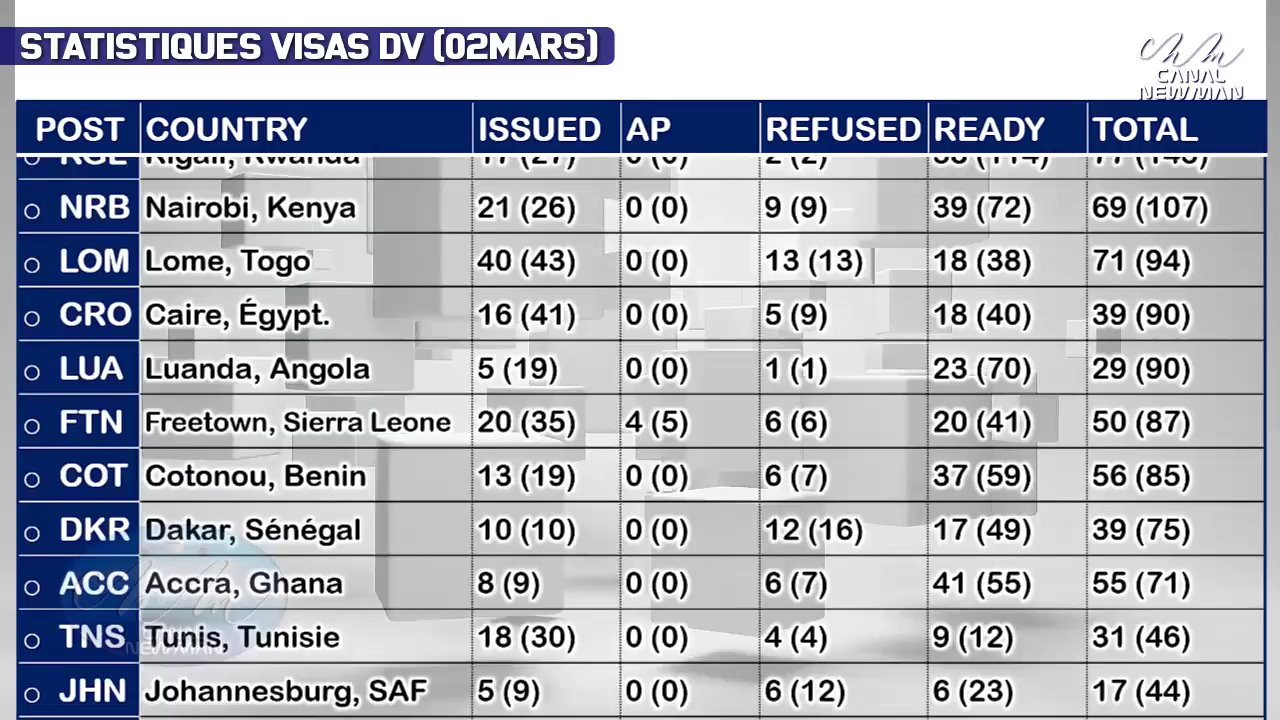 STATISTIQUES VISAS DV (02MARS)
CANAL
NEWMAN
POST COUNTRY ISSUED AP REFUSED READY TOTAL
Kigali, Rwanda
○ NRB Nairobi, Kenya 21 (26) 0 (0) 9 (9) 39 (72) 69 (107)
○ LOM Lome, Togo 40 (43) 0 (0) 13 (13) 18 (38) 71 (94)
○ CRO Caire, Égypt. 16 (41) 0 (0) 5 (9) 18 (40) 39 (90)
○ LUA Luanda, Angola 5 (19) 0 (0) 1 (1) 23 (70) 29 (90)
○ FTN Freetown, Sierra Leone 20 (35) 4 (5) 6 (6) 20 (41) 50 (87)
○ COT Cotonou, Benin 13 (19) 0 (0) 6 (7) 37 (59) 56 (85)
○ DKR Dakar, Sénégal 10 (10) 0 (0) 12 (16) 17 (49) 39 (75)
○ ACC Accra, Ghana 8 (9) 0 (0) 6 (7) 41 (55) 55 (71)
○ TNS Tunis, Tunisie 18 (30) 0 (0) 4 (4) 9 (12) 31 (46)
○ JHN Johannesburg, SAF 5 (9) 0 (0) 6 (12) 6 (23) 17 (44)